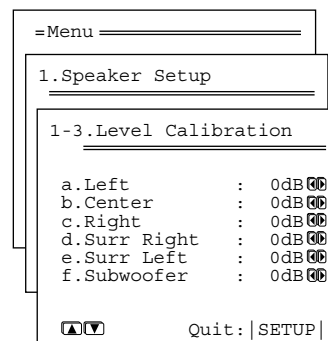 =Menu
1.Speaker Setup
1-3.Level Calibration
a.Left : 0dB
b.Center : 0dB
c.Right : 0dB
d.Surr Right : 0dB
e.Surr Left : 0dB
f.Subwoofer : 0dB
Quit:|SETUP|